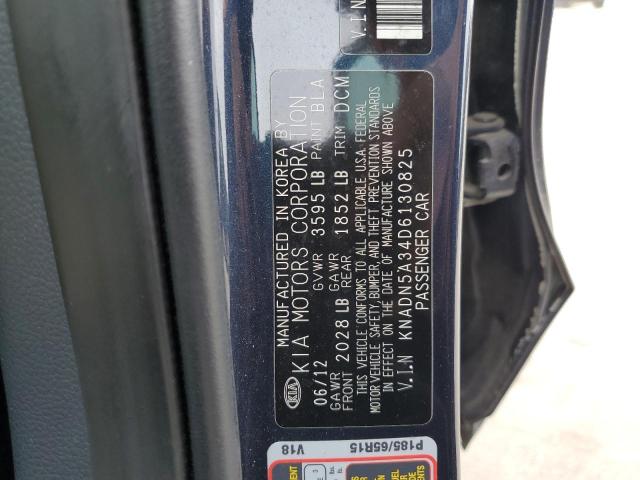 V.I.N
MANUFACTURED IN KOREA BY
KIA MOTORS CORPORATION
KIA
06/12 GVWR 3595 LB PAINT BLA
GAWR FRONT 2028 LB GAWR REAR 1852 LB TRIM DCM
THIS VEHICLE CONFORMS TO ALL APPLICABLE U.S.A. FEDERAL
MOTOR VEHICLE SAFETY, BUMPER, AND THEFT PREVENTION STANDARDS
IN EFFECT ON THE DATE OF MANUFACTURE SHOWN ABOVE
V.I.N KNADN5A34D6130825
PASSENGER CAR
V18 P185/65R15